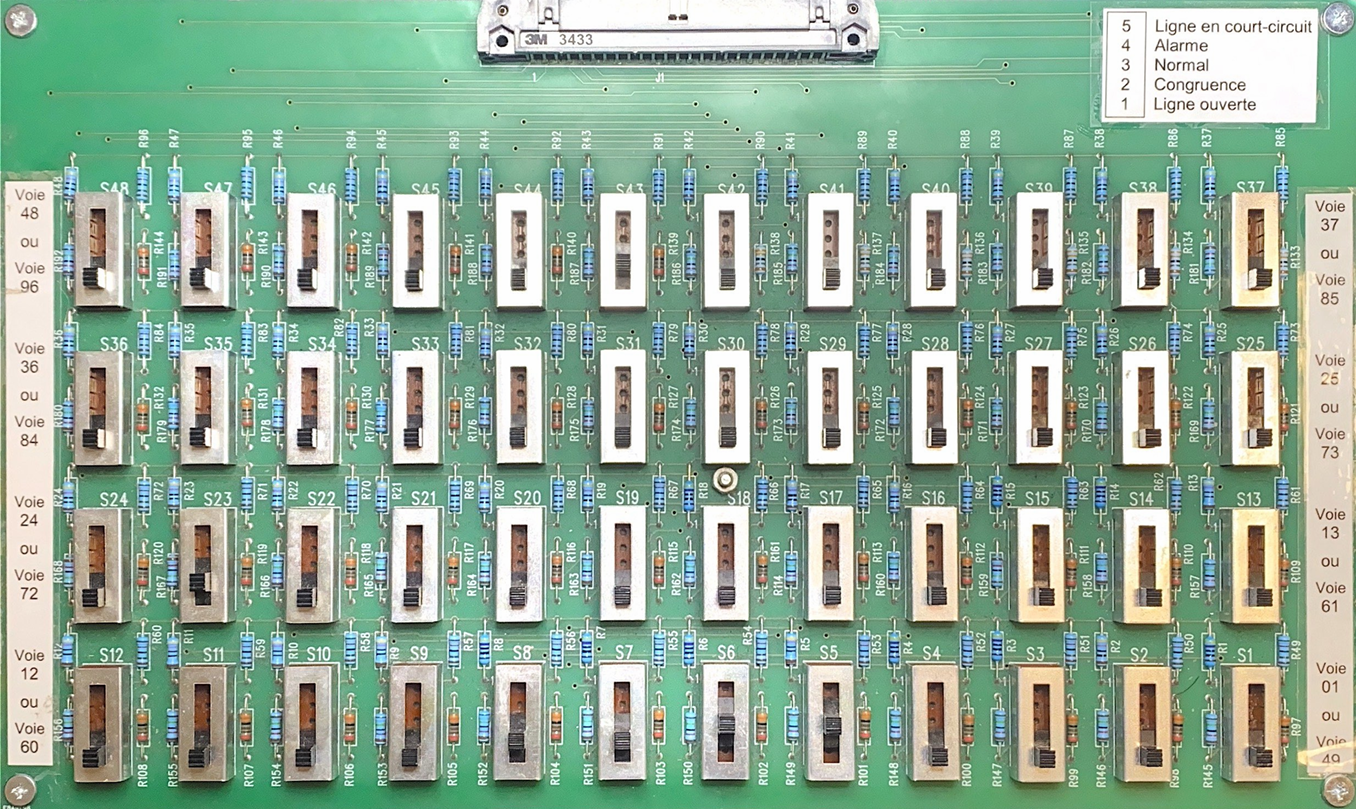 3M 3433
1 J1
5 Ligne en court-circuit
4 Alarme
3 Normal
2 Congruence
1 Ligne ouverte
R96 R47 R95 R46 R94 R45 R93 R44 R92 R43 R91 R42 R90 R41 R89 R40 R88 R39 R87 R38 R86 R37 R85
S48 S47 S46 S45 S44 S43 S42 S41 S40 S39 S38 S37
Voie
48
ou
Voie
96
Voie
37
ou
Voie
85
R192 R144 R191 R143 R190 R142 R189 R141 R188 R140 R187 R139 R186 R138 R185 R137 R184 R136 R183 R135 R182 R134 R181 R133
R36 R84 R35 R83 R34 R82 R33 R81 R32 R80 R31 R79 R30 R78 R29 R77 R28 R76 R27 R75 R26 R74 R25 R73
S36 S35 S34 S33 S32 S31 S30 S29 S28 S27 S26 S25
Voie
36
ou
Voie
84
Voie
25
ou
Voie
73
R180 R132 R179 R131 R178 R130 R177 R129 R176 R128 R175 R127 R174 R126 R173 R125 R172 R124 R171 R123 R170 R122 R169 R121
R24 R72 R23 R71 R22 R70 R21 R69 R20 R68 R19 R67 R18 R66 R17 R65 R16 R64 R15 R63 R14 R62 R13 R61
S24 S23 S22 S21 S20 S19 S18 S17 S16 S15 S14 S13
Voie
24
ou
Voie
72
Voie
13
ou
Voie
61
R168 R120 R167 R119 R166 R118 R165 R117 R164 R116 R163 R115 R162 R114 R161 R113 R160 R112 R159 R111 R158 R110 R157 R109
R12 R60 R11 R59 R10 R58 R9 R57 R8 R56 R7 R55 R6 R54 R5 R53 R4 R52 R3 R51 R2 R50 R1 R49
S12 S11 S10 S9 S8 S7 S6 S5 S4 S3 S2 S1
Voie
12
ou
Voie
60
Voie
01
ou
Voie
49
R156 R108 R155 R107 R154 R106 R153 R105 R152 R104 R151 R103 R150 R102 R149 R101 R148 R100 R147 R99 R146 R98 R145 R97